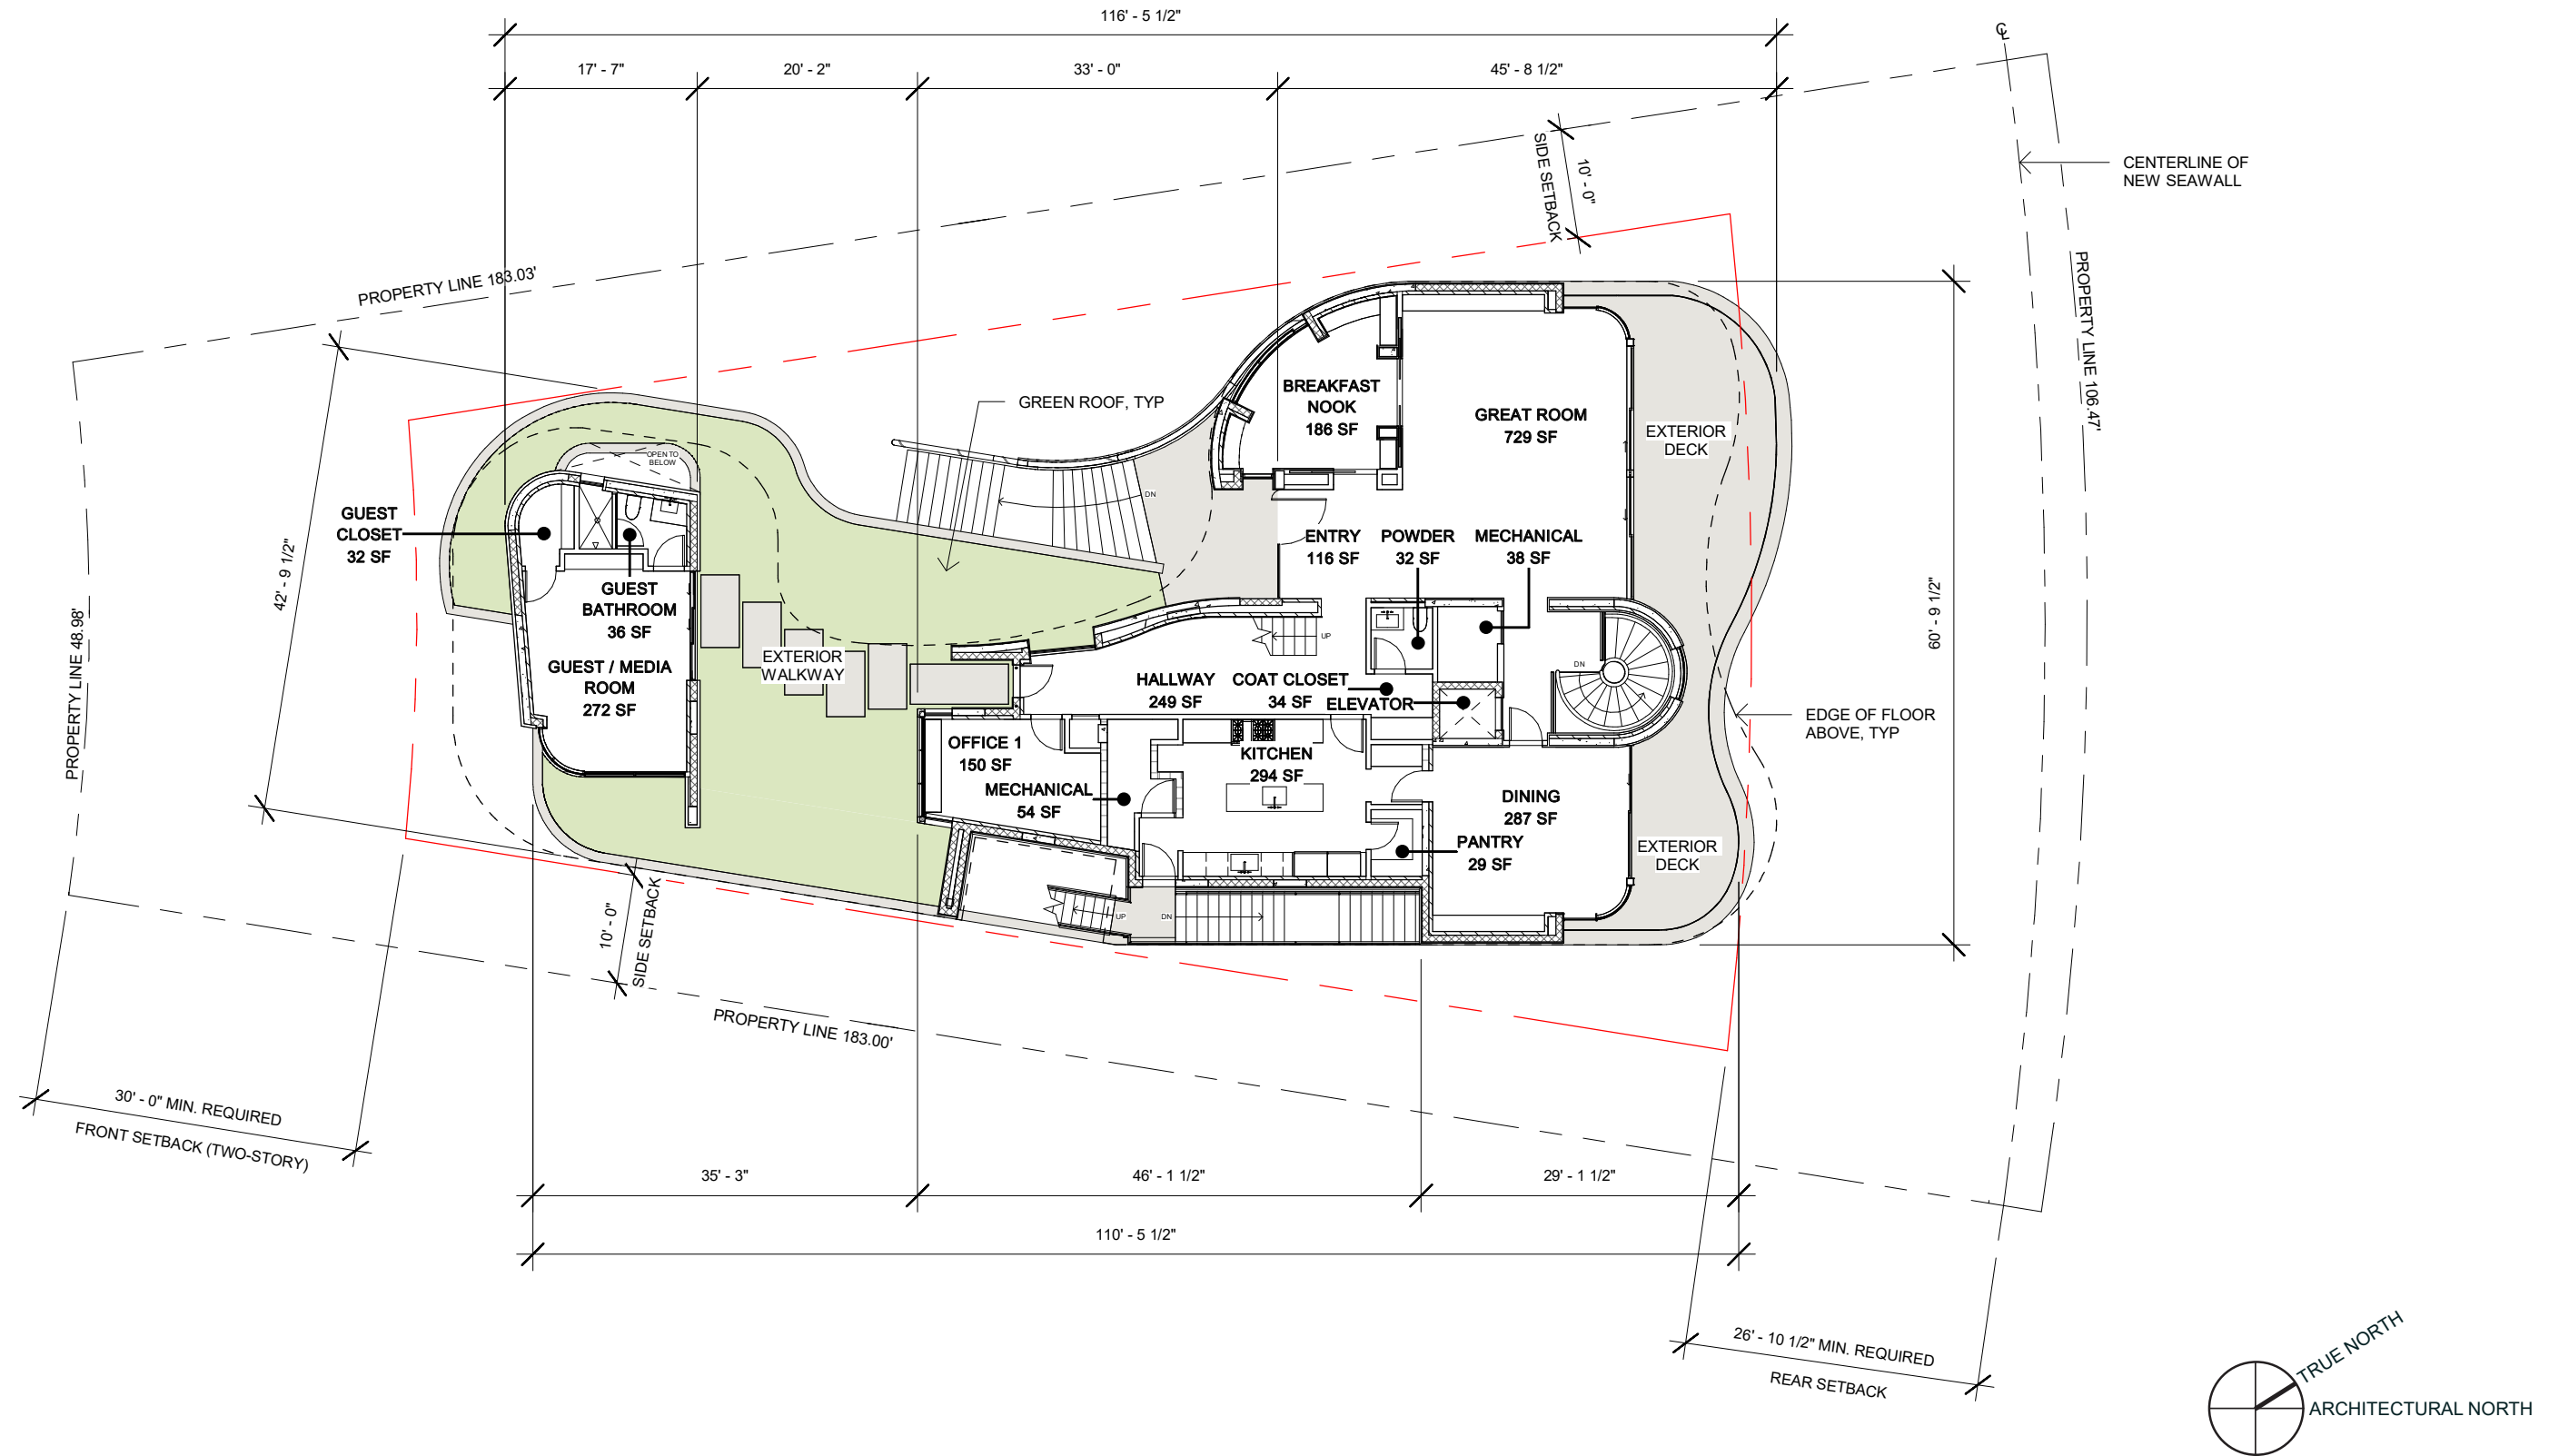 116' - 5 1/2"
17' - 7"
20' - 2"
33' - 0"
45' - 8 1/2"
SIDE SETBACK
10' - 0"
CENTERLINE OF
NEW SEAWALL
PROPERTY LINE 183.03'
PROPERTY LINE 106.47'
GREEN ROOF, TYP
BREAKFAST
NOOK
186 SF
GREAT ROOM
729 SF
EXTERIOR
DECK
OPEN TO
BELOW
DN
GUEST
CLOSET
32 SF
42' - 9 1/2"
ENTRY
116 SF
POWDER
32 SF
MECHANICAL
38 SF
GUEST
BATHROOM
36 SF
60' - 9 1/2"
PROPERTY LINE 48.98'
GUEST / MEDIA
ROOM
272 SF
EXTERIOR
WALKWAY
UP
DN
HALLWAY
249 SF
COAT CLOSET
34 SF
ELEVATOR
EDGE OF FLOOR
ABOVE, TYP
OFFICE 1
150 SF
KITCHEN
294 SF
MECHANICAL
54 SF
DINING
287 SF
PANTRY
29 SF
EXTERIOR
DECK
UP
DN
10' - 0"
SIDE SETBACK
PROPERTY LINE 183.00'
30' - 0" MIN. REQUIRED
FRONT SETBACK (TWO-STORY)
35' - 3"
46' - 1 1/2"
29' - 1 1/2"
110' - 5 1/2"
26' - 10 1/2" MIN. REQUIRED
REAR SETBACK
TRUE NORTH
ARCHITECTURAL NORTH